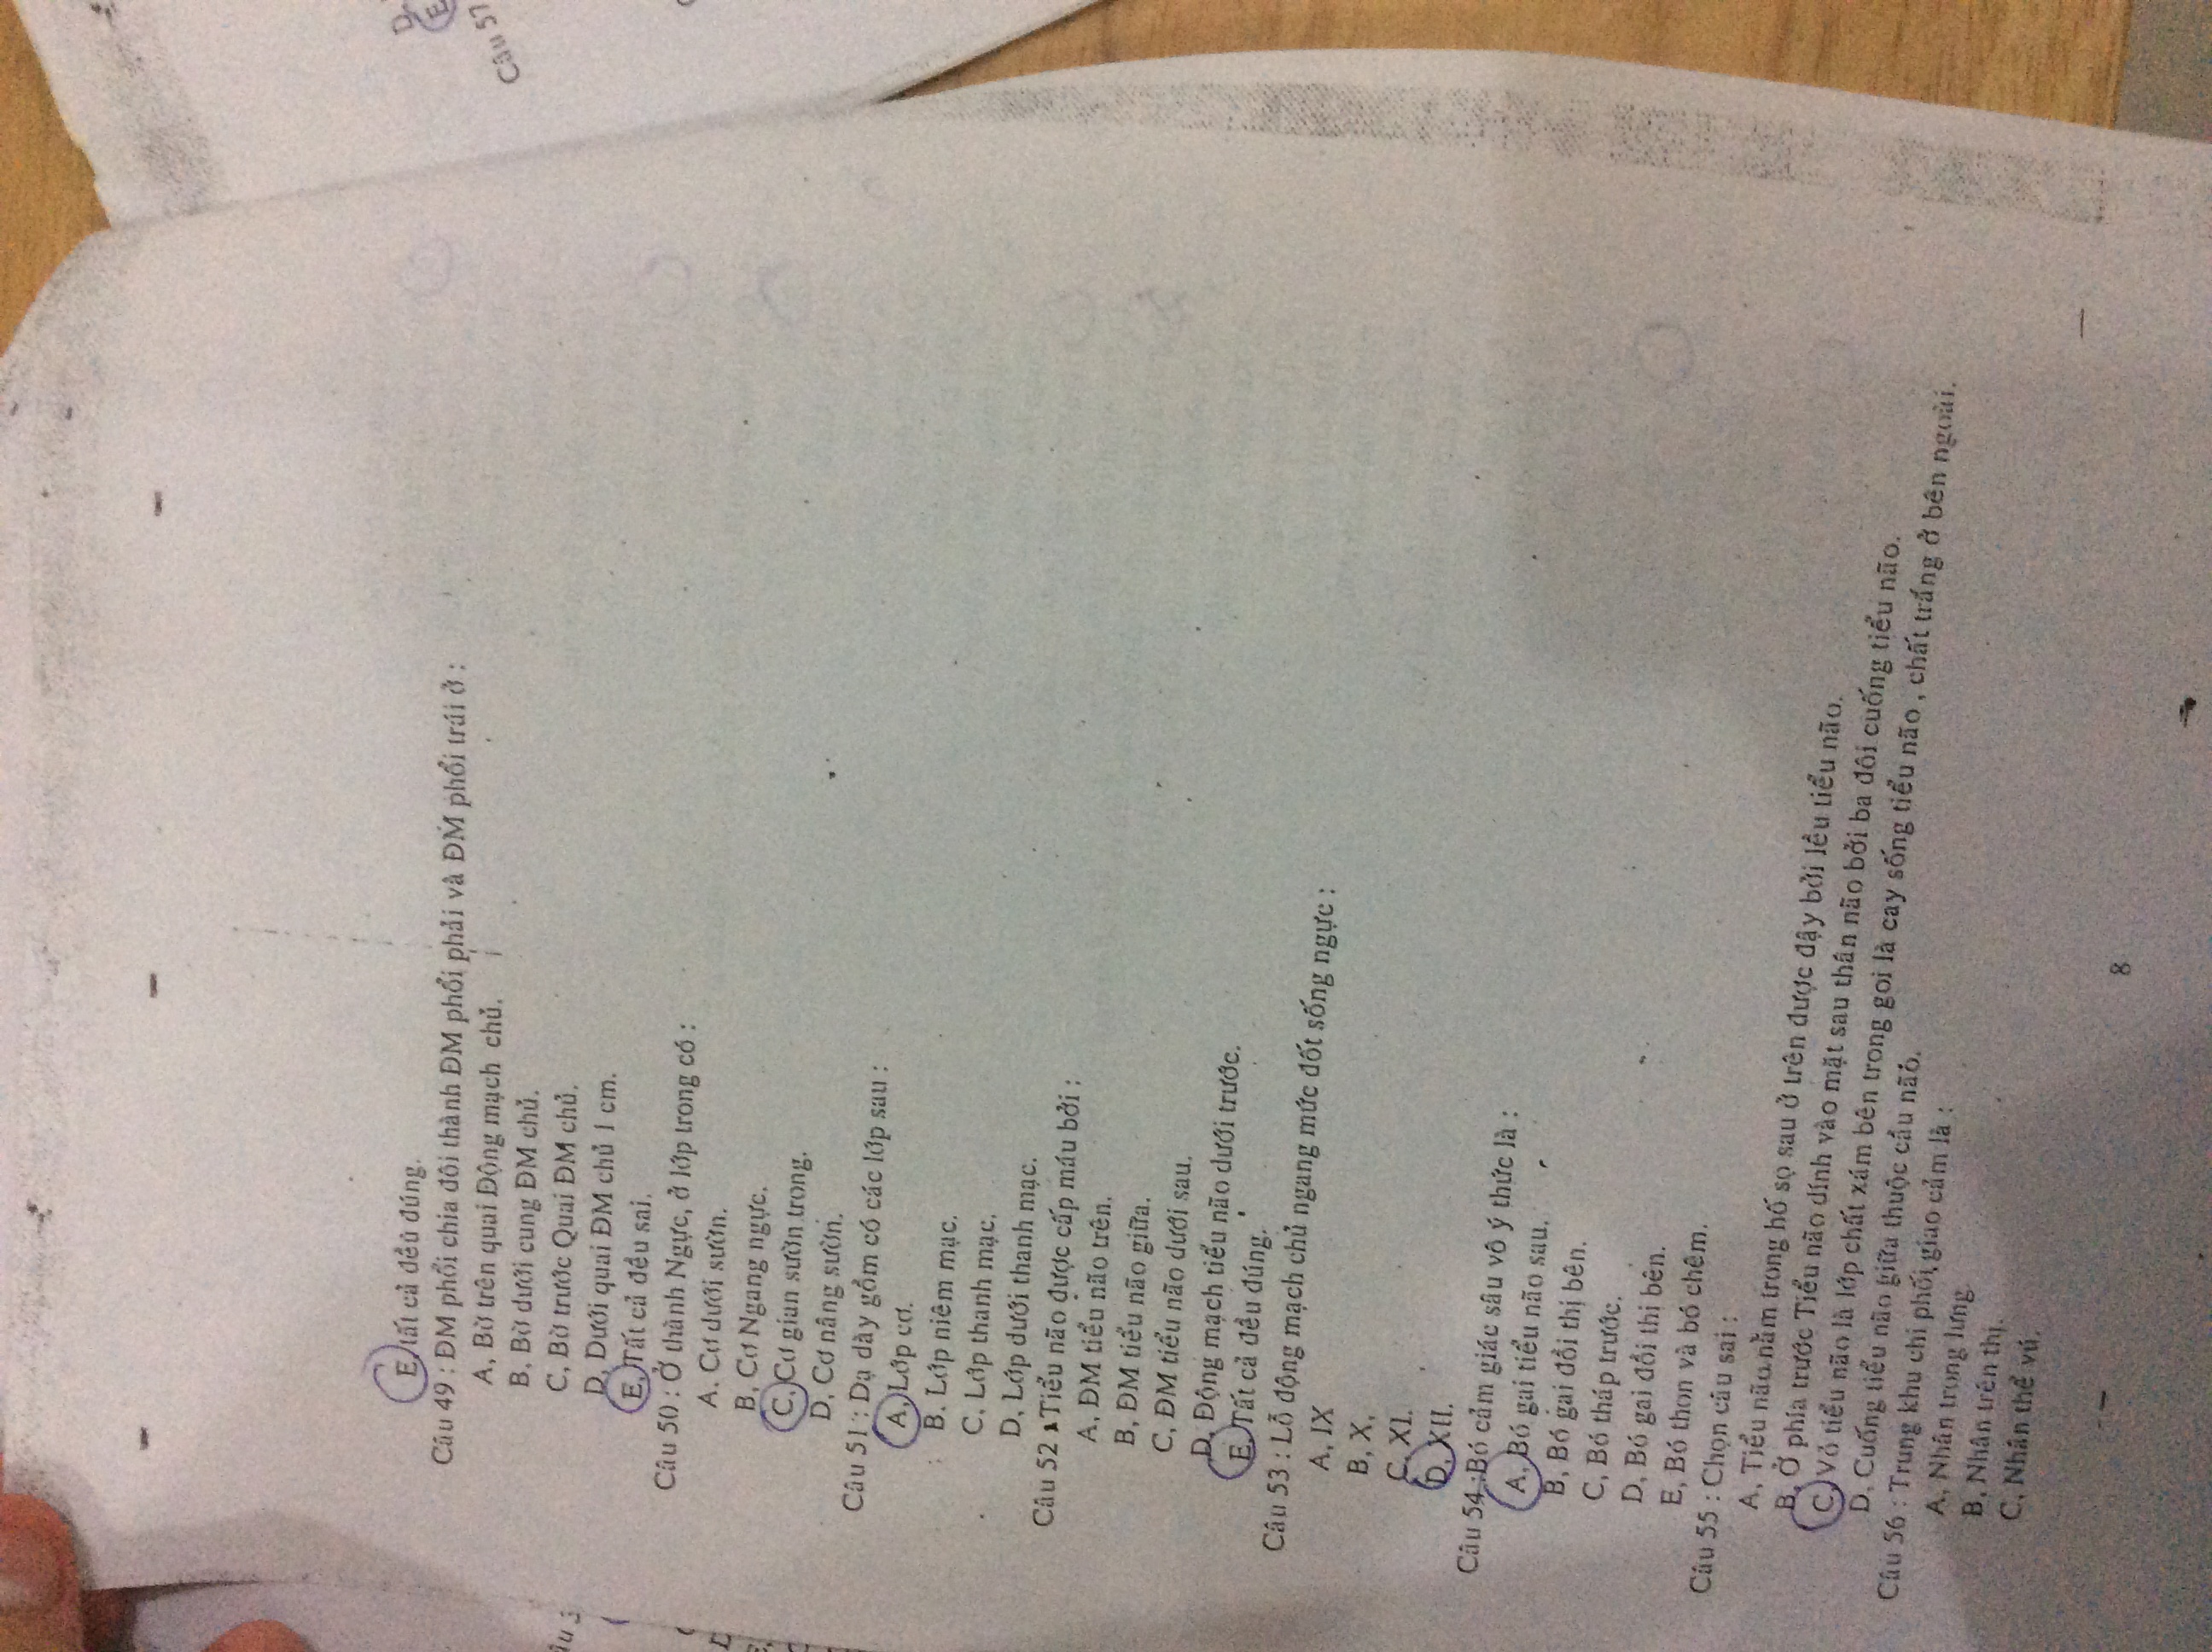 E, tất cả đều đúng.
Câu 49 : ĐM phổi chia đôi thành ĐM phổi phải và ĐM phổi trái ở :
A, Bờ trên quai Động mạch chủ.
B, Bờ dưới cung ĐM chủ.
C, Bờ trước Quai ĐM chủ.
D, Dưới quai ĐM chủ 1 cm.
E, Tất cả đều sai.
Câu 50 : Ở thành Ngực, ở lớp trong có :
A. Cơ dưới sườn.
B, Cơ Ngang ngực.
C, Cơ gian sườn trong.
D, Cơ nâng sườn.
Câu 51 : Dạ dày gồm có các lớp sau :
A, Lớp cơ.
B. Lớp niêm mạc.
C, Lớp thanh mạc.
D, Lớp dưới thanh mạc.
Câu 52 : Tiểu não được cấp máu bởi :
A, ĐM tiểu não trên.
B, ĐM tiểu não giữa.
C, ĐM tiểu não dưới sau.
D, Động mạch tiểu não dưới trước.
E, Tất cả đều đúng.
Câu 53 : Lỗ động mạch chủ ngang mức đốt sống ngực :
A, IX
B, X,
C, XI.
D, XII.
Câu 54 :Bó cảm giác sâu vô ý thức là :
A, Bó gai tiểu não sau.
B, Bó gai đồi thị bên.
C, Bó tháp trước.
D, Bó gai đồi thị bên.
E, Bó thon và bó chêm.
Câu 55 : Chọn câu sai :
A, Tiểu não nằm trong hố sọ sau ở trên được đậy bởi lều tiểu não.
B, Ở phía trước Tiểu não dính vào mặt sau thân não bởi ba đôi cuống tiểu não.
C, Vỏ tiểu não là lớp chất xám bên trong goi là cay sống tiểu não , chất trắng ở bên ngoài.
D, Cuống tiểu não giữa thuộc cầu não.
Câu 56 : Trung khu chi phối giao cảm là :
A, Nhân trong lưng
B, Nhân trên thị.
C, Nhân thể vú.
8
D,
E
Câu 57